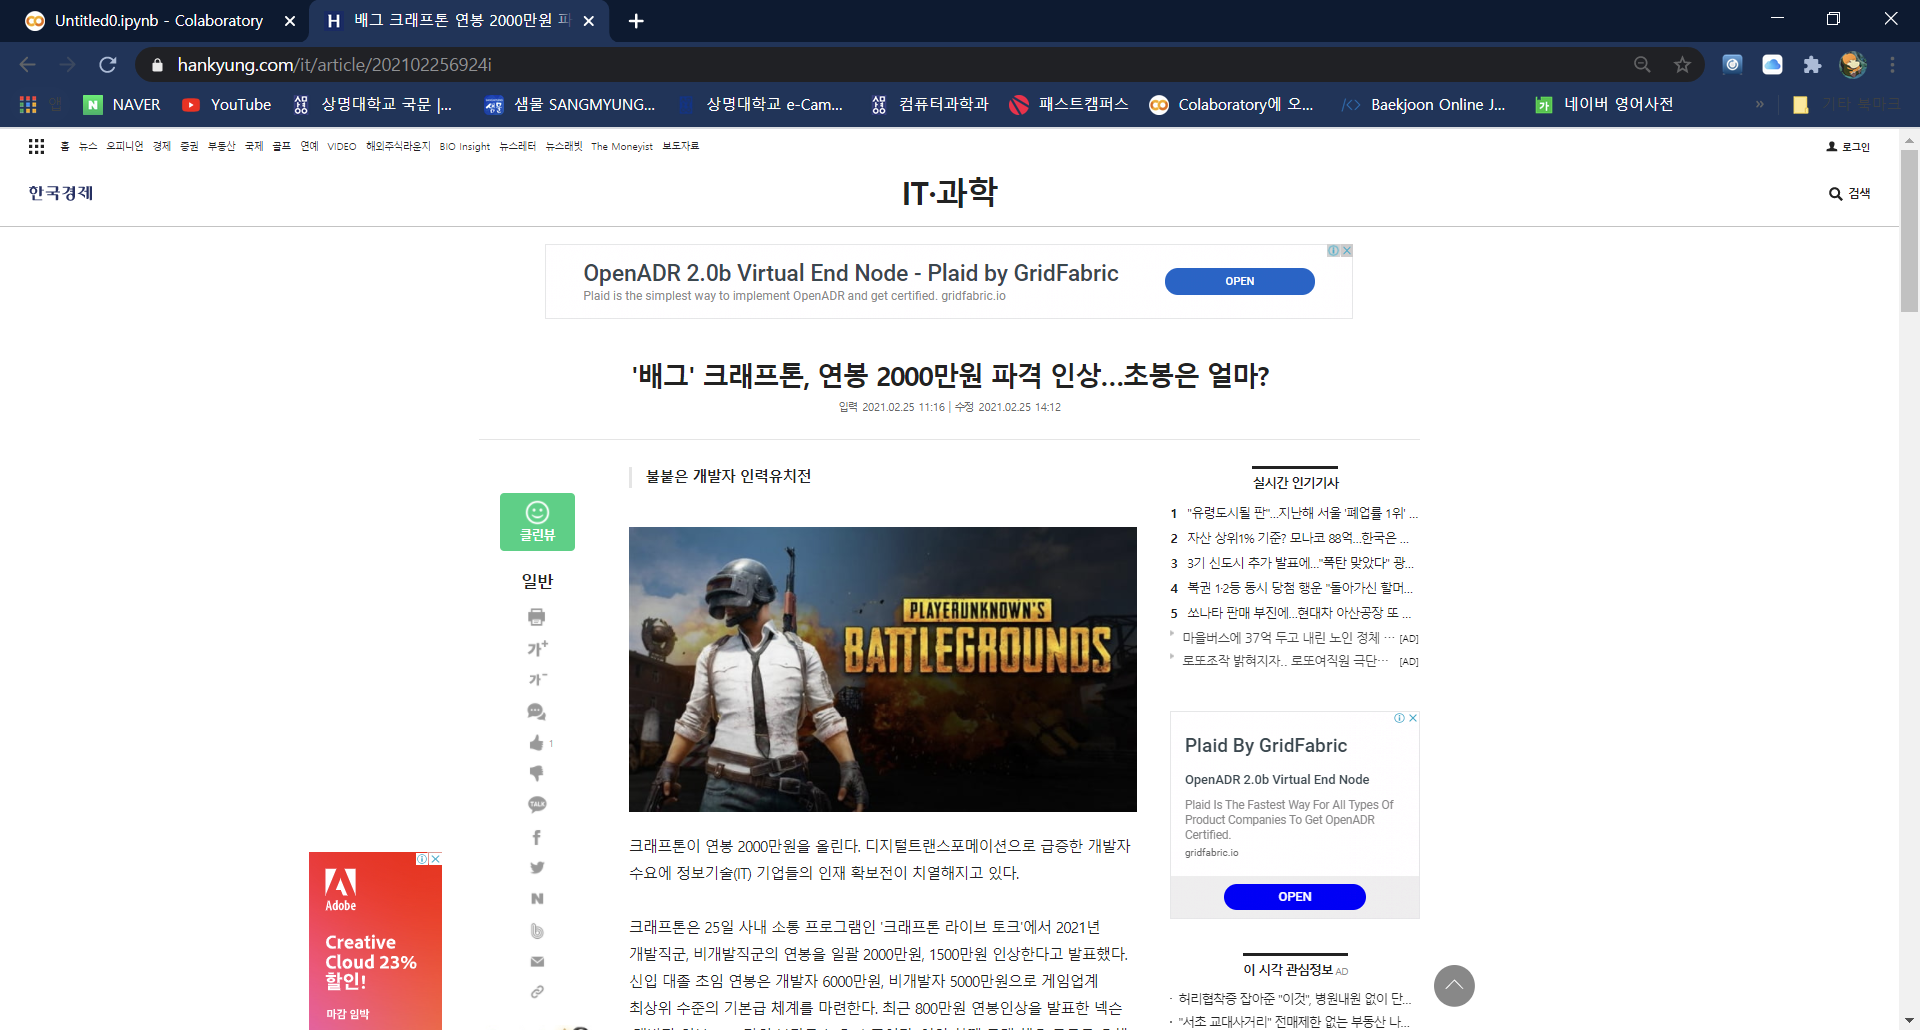 Untitled0.ipynb - Colaboratory
배그 크래프톤 연봉 2000만원 파
hankyung.com/it/article/202102256924i
앱
NAVER
YouTube
상명대학교 국문 |...
샘물 SANGMYUNG...
상명대학교 e-Cam...
컴퓨터과학과
패스트캠퍼스
Colaboratory에 오...
Baekjoon Online J...
네이버 영어사전
»
기타 북마크
홈 뉴스 오피니언 경제 증권 부동산 국제 골프 연예 VIDEO 해외주식라운지 BIO Insight 뉴스레터 뉴스래빗 The Moneyist 보도자료
로그인
한국경제
IT·과학
검색
OpenADR 2.0b Virtual End Node - Plaid by GridFabric
Plaid is the simplest way to implement OpenADR and get certified. gridfabric.io
OPEN
'배그' 크래프톤, 연봉 2000만원 파격 인상…초봉은 얼마?
입력 2021.02.25 11:16 | 수정 2021.02.25 14:12
불붙은 개발자 인력유치전
클린뷰
일반
가+
가-
1
TALK
PLAYERUNKNOWN'S
BATTLEGROUNDS
크래프톤이 연봉 2000만원을 올린다. 디지털트랜스포메이션으로 급증한 개발자
수요에 정보기술(IT) 기업들의 인재 확보전이 치열해지고 있다.
크래프톤은 25일 사내 소통 프로그램인 '크래프톤 라이브 토크'에서 2021년
개발직군, 비개발직군의 연봉을 일괄 2000만원, 1500만원 인상한다고 발표했다.
신입 대졸 초임 연봉은 개발자 6000만원, 비개발자 5000만원으로 게임업계
최상위 수준의 기본급 체계를 마련한다. 최근 800만원 연봉인상을 발표한 넥슨
실시간 인기기사
1 "유령도시될 판"...지난해 서울 '폐업률 1위' ...
2 자산 상위1% 기준? 모나코 88억...한국은 ...
3 3기 신도시 추가 발표에..."폭탄 맞았다" 광...
4 복권 1·2등 동시 당첨 행운 "돌아가신 할머...
5 쏘나타 판매 부진에...현대차 아산공장 또 ...
마을버스에 37억 두고 내린 노인 정체 … [AD]
로또조작 밝혀지자.. 로또여직원 극단… [AD]
Plaid By GridFabric
OpenADR 2.0b Virtual End Node
Plaid Is The Fastest Way For All Types Of
Product Companies To Get OpenADR
Certified.
gridfabric.io
OPEN
이 시각 관심정보 AD
· 허리협착증 잡아준 "이것", 병원내원 없이 단...
· "서초 교대사거리" 전매제한 없는 부동산 나...
Adobe
Creative
Cloud 23%
할인!
마감 임박